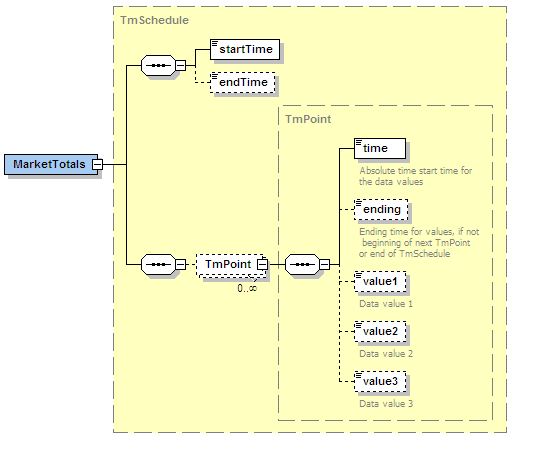 TmSchedule
startTime
endTime
TmPoint
time
Absolute time start time for
the data values
MarketTotals
ending
Ending time for values, if not
beginning of next TmPoint
or end of TmSchedule
TmPoint
0..∞
value1
Data value 1
value2
Data value 2
value3
Data value 3